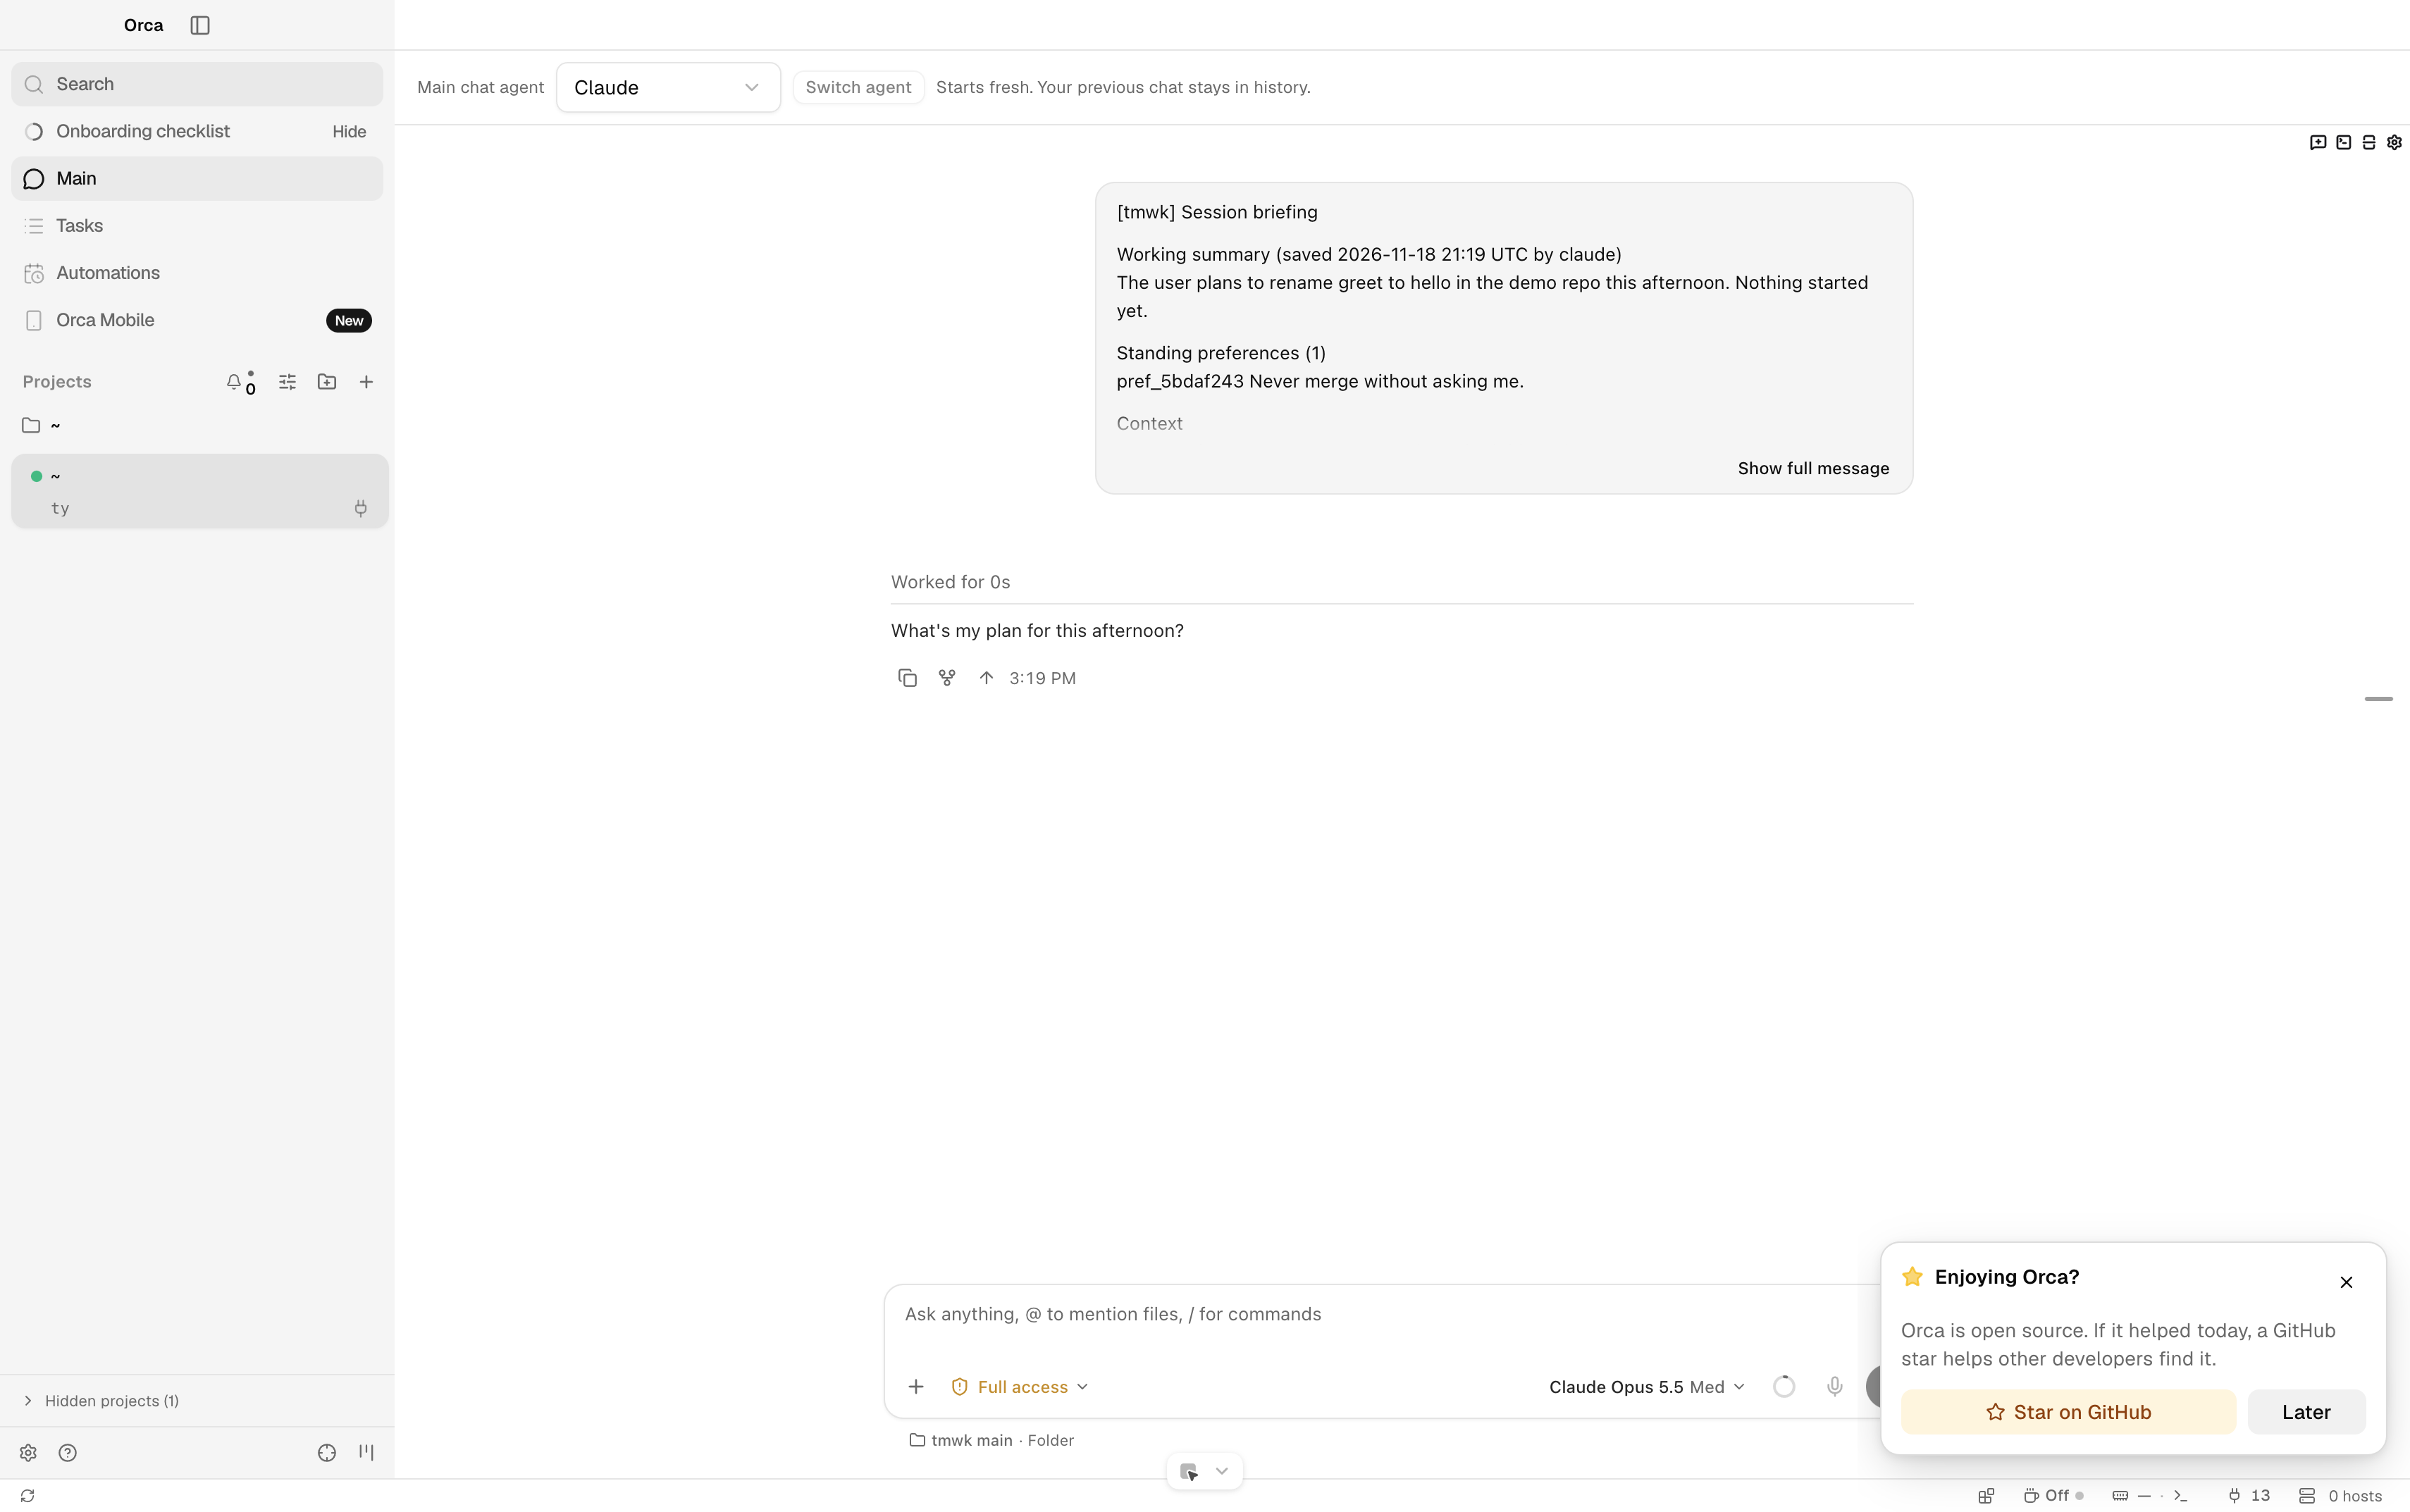 Orca
Search
Onboarding checklist Hide
Main
Tasks
Automations
Orca Mobile New
Projects 0
~
~
ty
Hidden projects (1)
Main chat agent Claude Switch agent Starts fresh. Your previous chat stays in history.
[tmwk] Session briefing
Working summary (saved 2026-11-18 21:19 UTC by claude)
The user plans to rename greet to hello in the demo repo this afternoon. Nothing started
yet.
Standing preferences (1)
pref_5bdaf243 Never merge without asking me.
Context
Show full message
Worked for 0s
What's my plan for this afternoon?
3:19 PM
Ask anything, @ to mention files, / for commands
Full access Claude Opus 5.5 Med
tmwk main · Folder
Enjoying Orca?
Orca is open source. If it helped today, a GitHub
star helps other developers find it.
Star on GitHub Later
Off — · 13 0 hosts